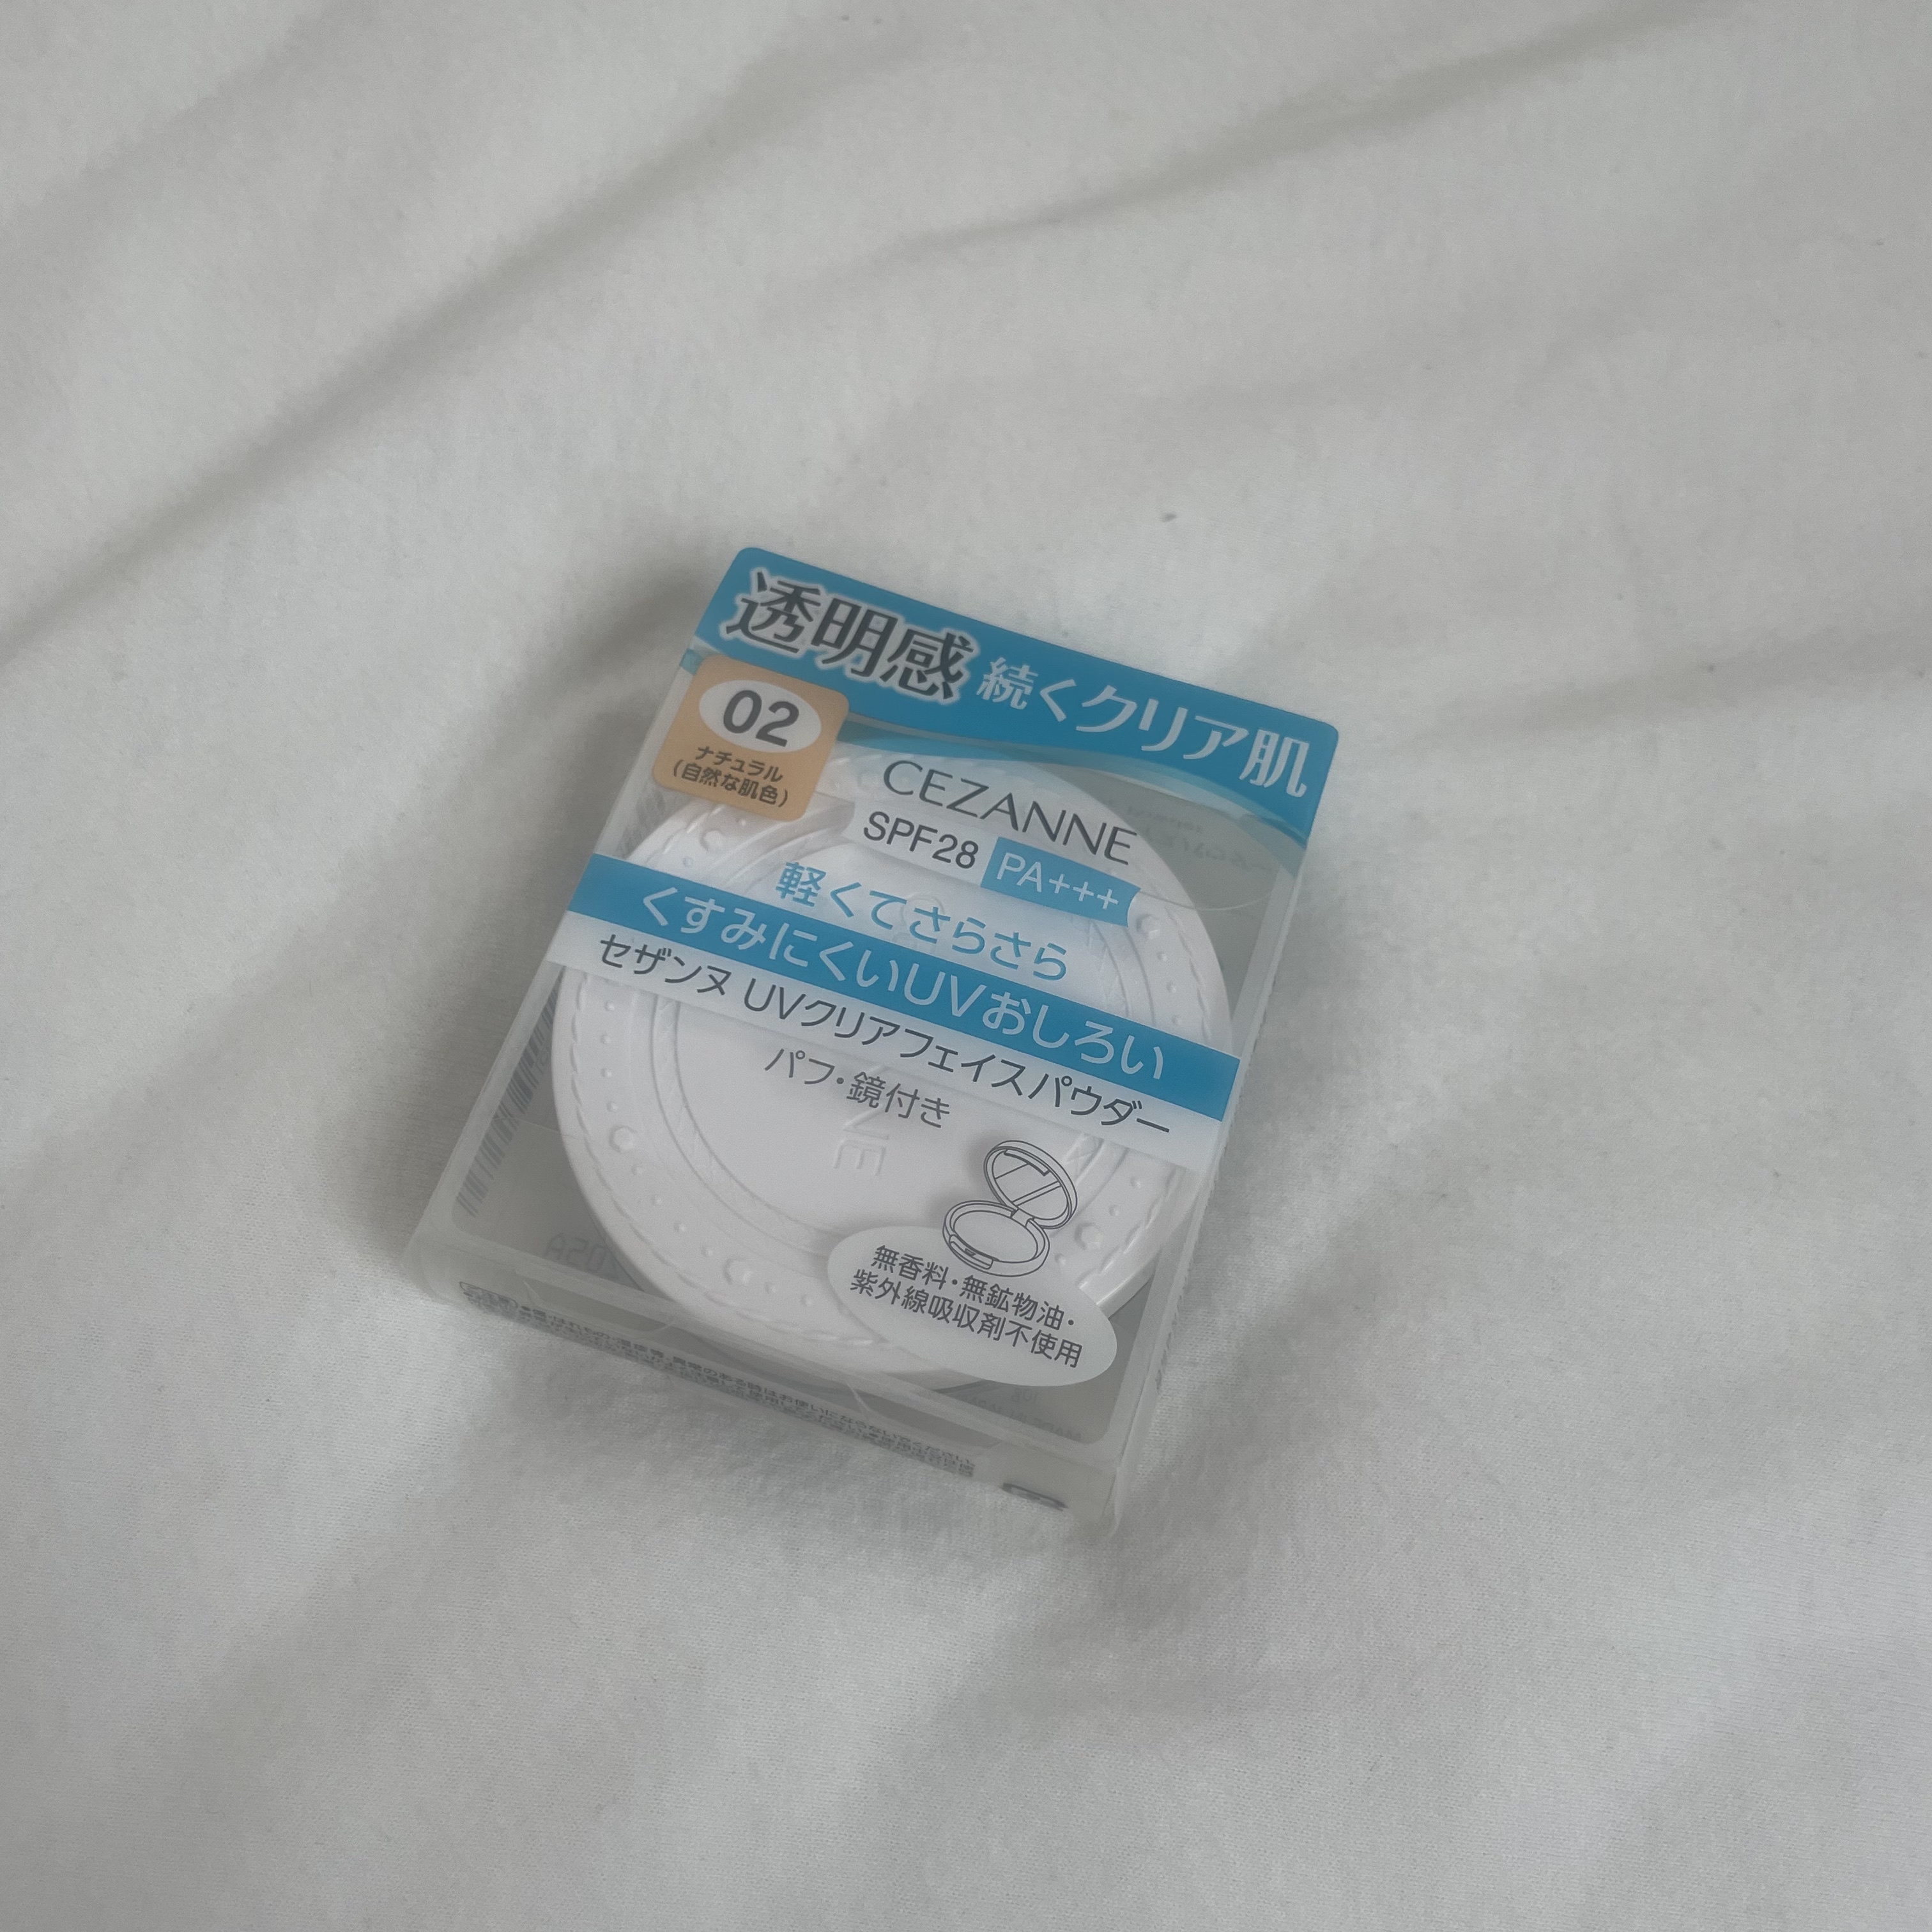 透明感 続くクリア肌
02
ナチュラル
(自然な肌色)
CEZANNE
SPF28 PA+++
軽くてさらさら
くすみにくいUVおしろい
セザンヌ UVクリアフェイスパウダー
パフ・鏡付き
無香料・無鉱物油・
紫外線吸収剤不使用